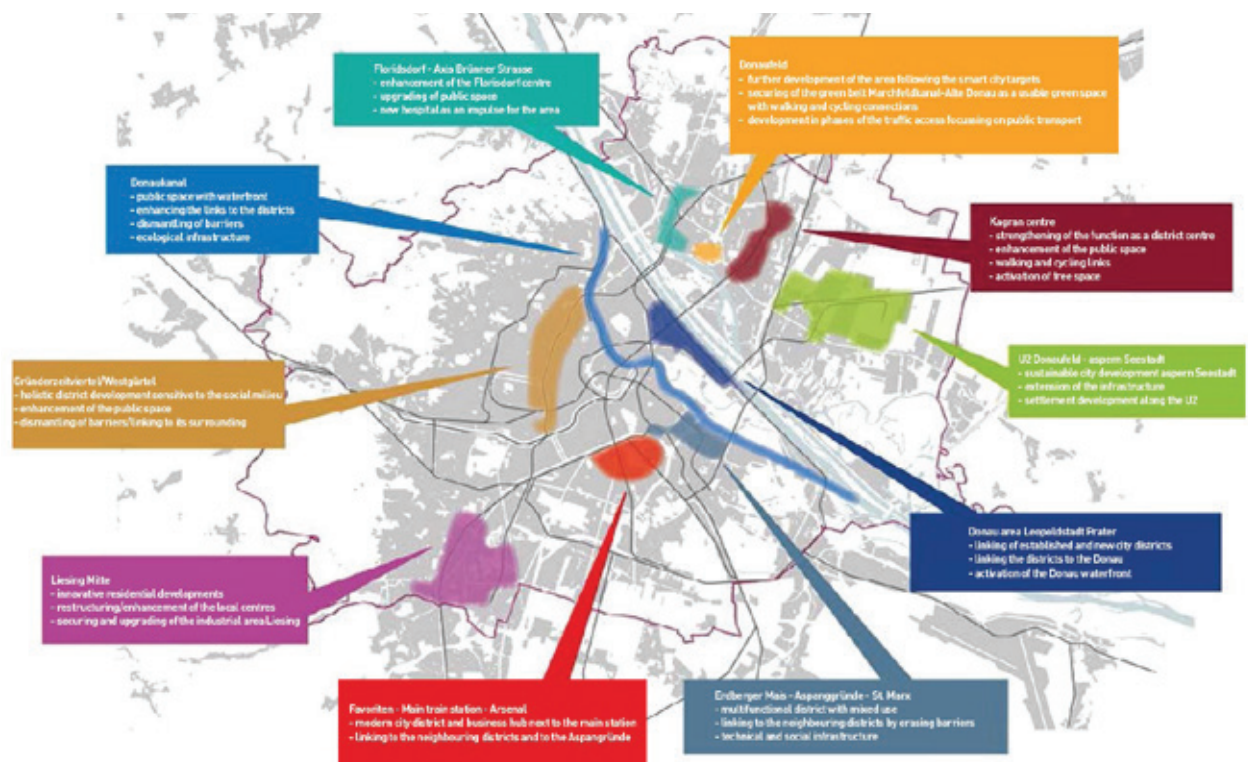 Floridsdorf - Axis Brünner Strasse
- enhancement of the Florisdorf centre
- upgrading of public space
- new hospital as an impulse for the area
Donaufeld
- further development of the area following the smart city targets
- securing of the green belt Marchfeldkanal-Alte Donau as a usable green space
with walking and cycling connections
- development in phases of the traffic access focussing on public transport
Donaukanal
- public space with waterfront
- enhancing the links to the districts
- dismantling of barriers
- ecological infrastructure
Kagran centre
- strengthening of the function as a district centre
- enhancement of the public space
- walking and cycling links
- activation of free space
Gründerzeitviertel/Westgürtel
- holistic district development sensitive to the social milieu
- enhancement of the public space
- dismantling of barriers/linking to its surrounding
U2 Donaufeld - aspern Seestadt
- sustainable city development aspern Seestadt
- extension of the infrastructure
- settlement development along the U2
Donau area Leopoldstadt Prater
- linking of established and new city districts
- linking the districts to the Donau
- activation of the Donau waterfront
Liesing Mitte
- innovative residential developments
- restructuring/enhancement of the local centres
- securing and upgrading of the industrial area Liesing
Favoriten - Main train station - Arsenal
- modern city district and business hub next to the main station
- linking to the neighbouring districts and to the Aspangründe
Erdberger Mais - Aspanggründe - St. Marx
- multifunctional district with mixed use
- linking to the neighbouring districts by erasing barriers
- technical and social infrastructure